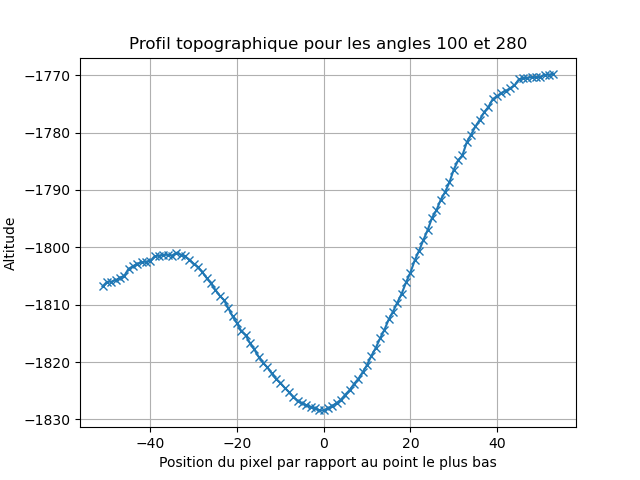 Profil topographique pour les angles 100 et 280
−1770
−1780
−1790
−1800
−1810
−1820
−1830
Altitude
−40 −20 0 20 40
Position du pixel par rapport au point le plus bas